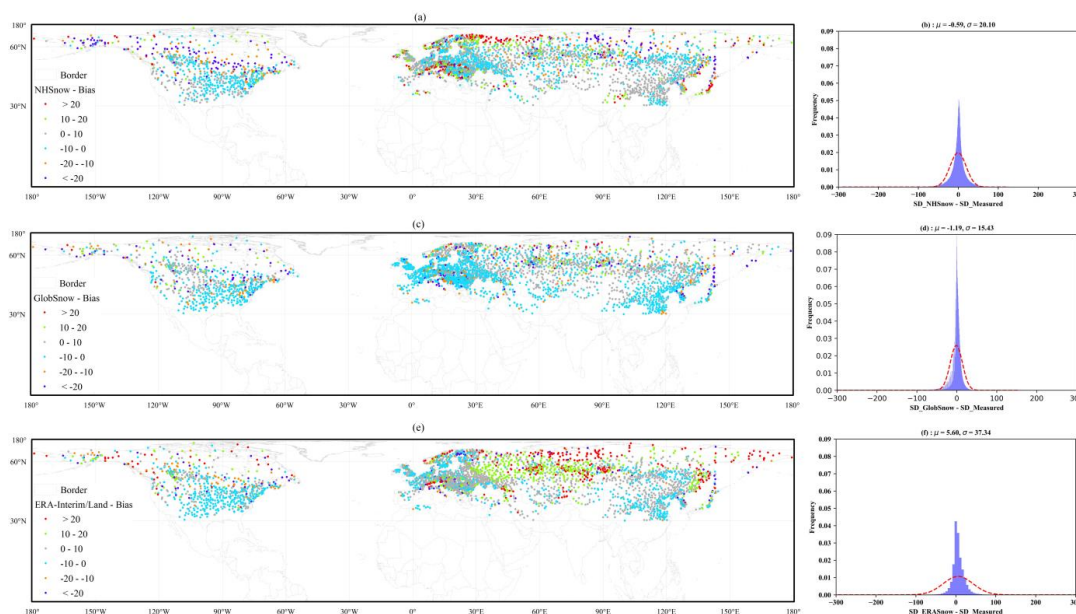 (a)
180°
60°N
30°N
Border
NHSnow - Bias
> 20
10 - 20
0 - 10
-10 - 0
-20 - -10
< -20
180° 150°W 120°W 90°W 60°W 30°W 0° 30°E 60°E 90°E 120°E 150°E 180°
(b) : μ = -0.59, σ = 20.10
Frequency
0.09
0.08
0.07
0.06
0.05
0.04
0.03
0.02
0.01
0.00
−300 −200 −100 0 100 200 300
SD_NHSnow - SD_Measured
(c)
180°
60°N
30°N
Border
GlobSnow - Bias
> 20
10 - 20
0 - 10
-10 - 0
-20 - -10
< -20
180° 150°W 120°W 90°W 60°W 30°W 0° 30°E 60°E 90°E 120°E 150°E 180°
(d) : μ = -1.19, σ = 15.43
Frequency
0.09
0.08
0.07
0.06
0.05
0.04
0.03
0.02
0.01
0.00
−300 −200 −100 0 100 200 300
SD_GlobSnow - SD_Measured
(e)
180°
60°N
30°N
Border
ERA-Interim/Land - Bias
> 20
10 - 20
0 - 10
-10 - 0
-20 - -10
< -20
180° 150°W 120°W 90°W 60°W 30°W 0° 30°E 60°E 90°E 120°E 150°E 180°
(f) : μ = 5.60, σ = 37.34
Frequency
0.09
0.08
0.07
0.06
0.05
0.04
0.03
0.02
0.01
0.00
−300 −200 −100 0 100 200 300
SD_ERASnow - SD_Measured